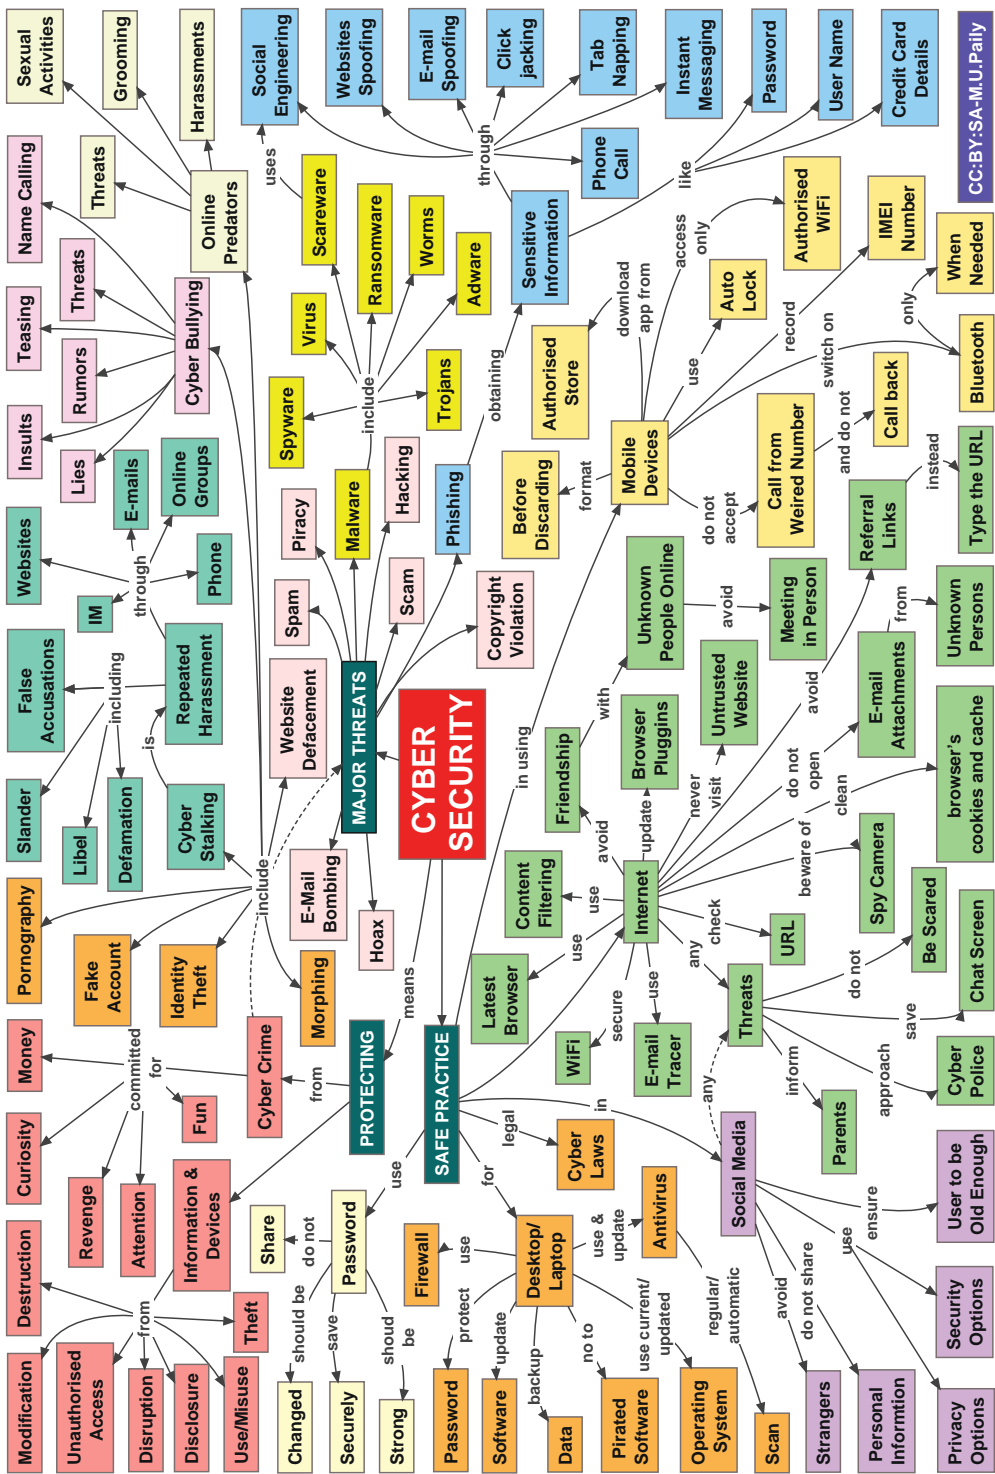 CYBER
SECURITY
MAJOR THREATS
PROTECTING
SAFE PRACTICE
means
in using
Modification
Unauthorised
Access
Disruption
Disclosure
Use/Misuse
Theft
Destruction
from
Information &
Devices
Curiosity
Revenge
Attention
Fun
Money
committed
for
Cyber Crime
from
Pornography
Fake
Account
Identity
Theft
Morphing
include
Slander
Libel
Defamation
False
Accusations
including
Cyber
Stalking
is
Repeated
Harassment
through
IM
Websites
E-mails
Online
Groups
Phone
Insults
Lies
Rumors
Teasing
Threats
Name Calling
Cyber Bullying
Online
Predators
Threats
Harassments
Grooming
Sexual
Activities
Website
Defacement
E-Mail
Bombing
Hoax
Spam
Piracy
Scam
Hacking
Copyright
Violation
Malware
include
Spyware
Virus
Scareware
Ransomware
Worms
Adware
Trojans
uses
Phishing
obtaining
Sensitive
Information
through
Social
Engineering
Websites
Spoofing
E-mail
Spoofing
Click
jacking
Tab
Napping
Instant
Messaging
Phone
Call
like
Password
User Name
Credit Card
Details
CC:BY:SA-M.U.Paily
Mobile
Devices
format
Before
Discarding
do not
accept
Call from
Weired Number
and do not
Call back
download
app from
Authorised
Store
access
only
Authorised
WiFi
use
Auto
Lock
record
IMEI
Number
switch on
Bluetooth
only
When
Needed
Internet
avoid
Friendship
with
Unknown
People Online
avoid
Meeting
in Person
update
Browser
Pluggins
never
visit
Untrusted
Website
avoid
Referral
Links
instead
Type the URL
do not
open
E-mail
Attachments
from
Unknown
Persons
clean
browser's
cookies and cache
beware of
Spy Camera
check
URL
any
Threats
do not
Be Scared
save
Chat Screen
approach
Cyber
Police
inform
Parents
use
Content
Filtering
use
Latest
Browser
secure
WiFi
use
E-mail
Tracer
in
Social Media
any
ensure
User to be
Old Enough
use
Security
Options
Privacy
Options
do not share
Personal
Informtion
avoid
Strangers
legal
Cyber
Laws
for
Desktop/
Laptop
use
Firewall
protect
Password
update
Software
backup
Data
no to
Pirated
Software
use current/
updated
Operating
System
use &
update
Antivirus
regular/
automatic
Scan
use
Password
do not
Share
should be
Changed
save
Securely
shoud
be
Strong